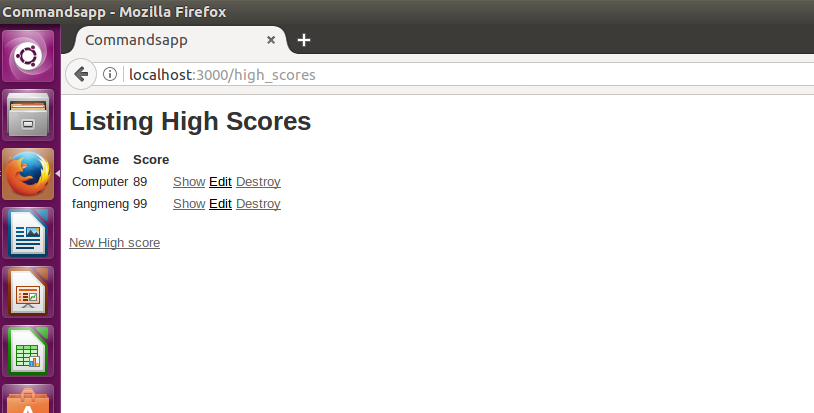 Commandsapp - Mozilla Firefox
Commandsapp
localhost:3000/high_scores
Listing High Scores
Game Score
Computer 89 Show Edit Destroy
fangmeng 99 Show Edit Destroy
New High score